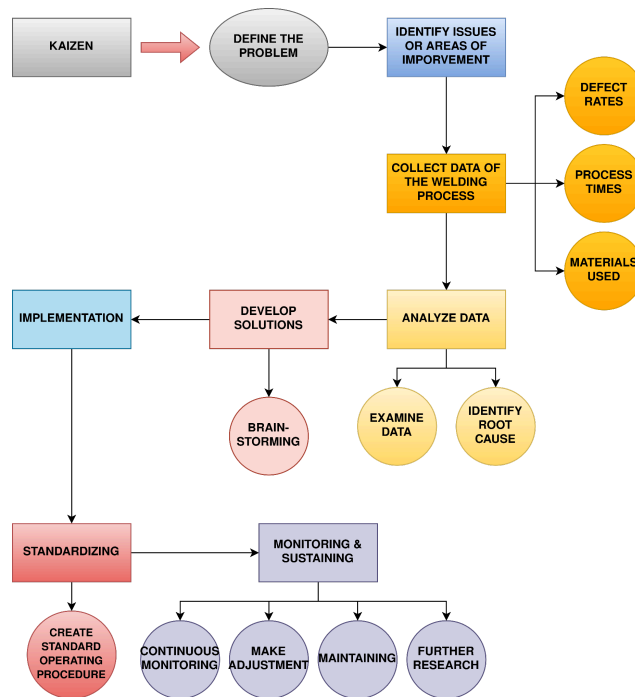 KAIZEN
DEFINE THE
PROBLEM
IDENTIFY ISSUES
OR AREAS OF
IMPORVEMENT
DEFECT
RATES
COLLECT DATA OF
THE WELDING
PROCESS
PROCESS
TIMES
MATERIALS
USED
IMPLEMENTATION
DEVELOP
SOLUTIONS
ANALYZE DATA
BRAIN-
STORMING
EXAMINE
DATA
IDENTIFY
ROOT
CAUSE
STANDARDIZING
MONITORING &
SUSTAINING
CREATE
STANDARD
OPERATING
PROCEDURE
CONTINUOUS
MONITORING
MAKE
ADJUSTMENT
MAINTAINING
FURTHER
RESEARCH